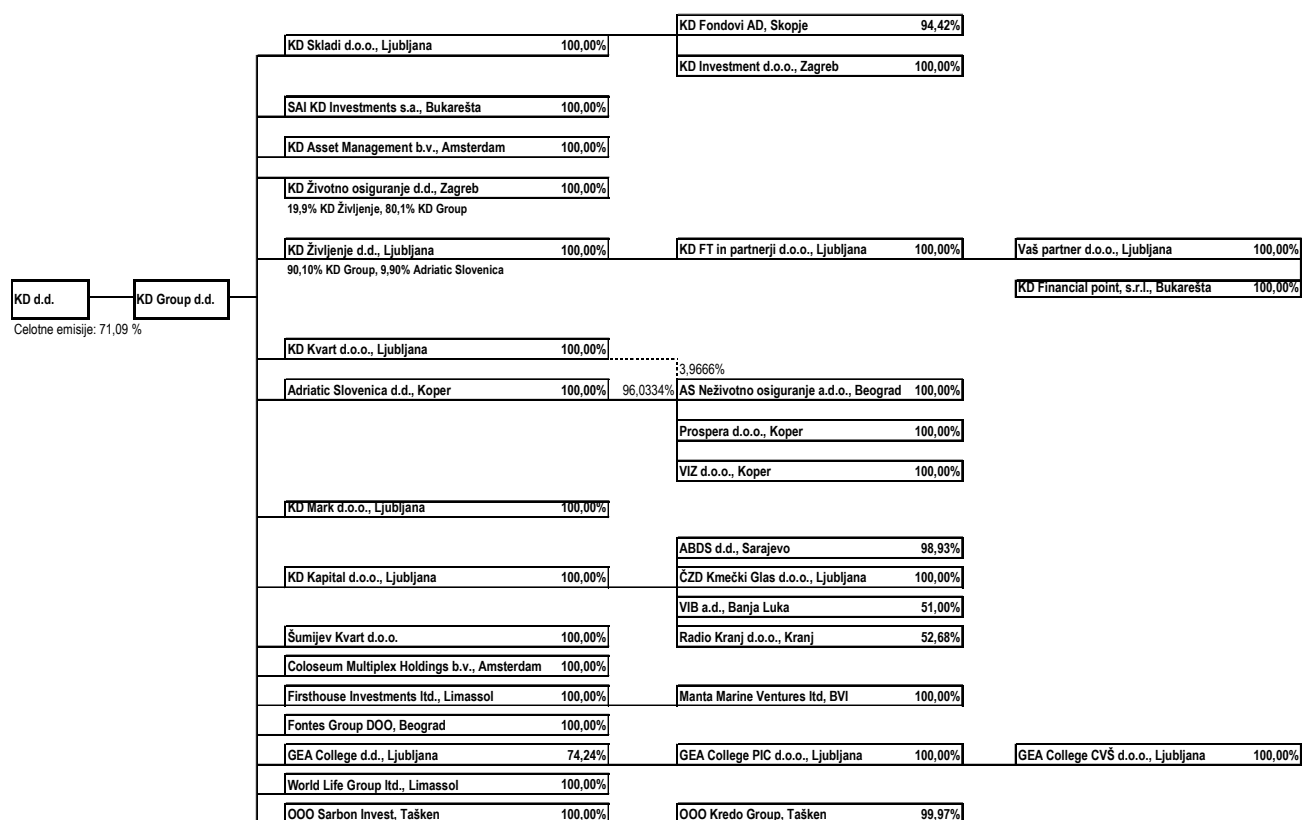 KD Fondovi AD, Skopje 94,42%
KD Skladi d.o.o., Ljubljana 100,00%
KD Investment d.o.o., Zagreb 100,00%
SAI KD Investments s.a., Bukarešta 100,00%
KD Asset Management b.v., Amsterdam 100,00%
KD Životno osiguranje d.d., Zagreb 100,00%
19,9% KD Življenje, 80,1% KD Group
KD Življenje d.d., Ljubljana 100,00% KD FT in partnerji d.o.o., Ljubljana 100,00% Vaš partner d.o.o., Ljubljana 100,00%
90,10% KD Group, 9,90% Adriatic Slovenica
KD Financial point, s.r.l., Bukarešta 100,00%
KD d.d. KD Group d.d.
Celotne emisije: 71,09 %
KD Kvart d.o.o., Ljubljana 100,00%
3,9666%
Adriatic Slovenica d.d., Koper 100,00% 96,0334% AS Neživotno osiguranje a.d.o., Beograd 100,00%
Prospera d.o.o., Koper 100,00%
VIZ d.o.o., Koper 100,00%
KD Mark d.o.o., Ljubljana 100,00%
ABDS d.d., Sarajevo 98,93%
KD Kapital d.o.o., Ljubljana 100,00% ČZD Kmečki Glas d.o.o., Ljubljana 100,00%
VIB a.d., Banja Luka 51,00%
Šumijev Kvart d.o.o. 100,00% Radio Kranj d.o.o., Kranj 52,68%
Coloseum Multiplex Holdings b.v., Amsterdam 100,00%
Firsthouse Investments ltd., Limassol 100,00% Manta Marine Ventures ltd, BVI 100,00%
Fontes Group DOO, Beograd 100,00%
GEA College d.d., Ljubljana 74,24% GEA College PIC d.o.o., Ljubljana 100,00% GEA College CVŠ d.o.o., Ljubljana 100,00%
World Life Group ltd., Limassol 100,00%
OOO Sarbon Invest, Tašken 100,00% OOO Kredo Group, Tašken 99,97%